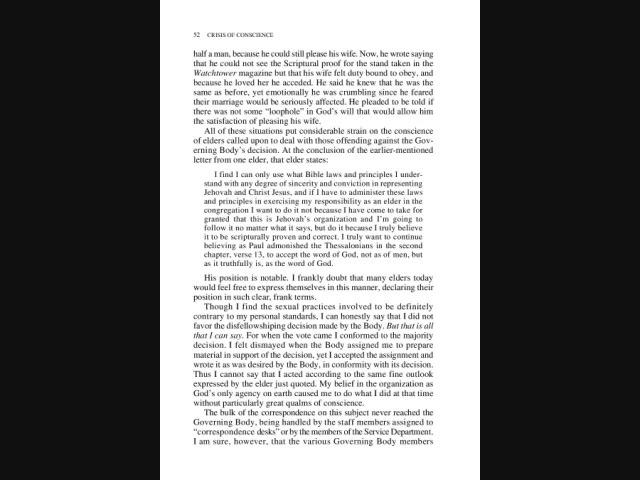 52 CRISIS OF CONSCIENCE
half a man, because he could still please his wife. Now, he wrote saying
that he could not see the Scriptural proof for the stand taken in the
Watchtower magazine but that his wife felt duty bound to obey, and
because he loved her he acceded. He said he knew that he was the
same as before, yet emotionally he was crumbling since he feared
their marriage would be seriously affected. He pleaded to be told if
there was not some “loophole” in God’s will that would allow him
the satisfaction of pleasing his wife.
All of these situations put considerable strain on the conscience
of elders called upon to deal with those offending against the Gov-
erning Body’s decision. At the conclusion of the earlier-mentioned
letter from one elder, that elder states:
I find I can only use what Bible laws and principles I under-
stand with any degree of sincerity and conviction in representing
Jehovah and Christ Jesus, and if I have to administer these laws
and principles in exercising my responsibility as an elder in the
congregation I want to do it not because I have come to take for
granted that this is Jehovah’s organization and I’m going to
follow it no matter what it says, but do it because I truly believe
it to be scripturally proven and correct. I truly want to continue
believing as Paul admonished the Thessalonians in the second
chapter, verse 13, to accept the word of God, not as of men, but
as it truthfully is, as the word of God.
His position is notable. I frankly doubt that many elders today
would feel free to express themselves in this manner, declaring their
position in such clear, frank terms.
Though I find the sexual practices involved to be definitely
contrary to my personal standards, I can honestly say that I did not
favor the disfellowshiping decision made by the Body. But that is all
that I can say. For when the vote came I conformed to the majority
decision. I felt dismayed when the Body assigned me to prepare
material in support of the decision, yet I accepted the assignment and
wrote it as was desired by the Body, in conformity with its decision.
Thus I cannot say that I acted according to the same fine outlook
expressed by the elder just quoted. My belief in the organization as
God’s only agency on earth caused me to do what I did at that time
without particularly great qualms of conscience.
The bulk of the correspondence on this subject never reached the
Governing Body, being handled by the staff members assigned to
“correspondence desks” or by the members of the Service Department.
I am sure, however, that the various Governing Body members